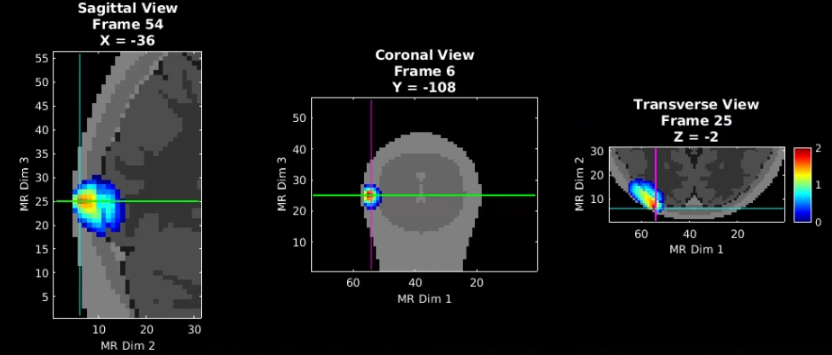 Sagittal View
Frame 54
X = -36
55
50
45
40
35
30
25
20
15
10
5
MR Dim 3
10 20 30
MR Dim 2
Coronal View
Frame 6
Y = -108
50
40
30
20
10
MR Dim 3
60 40 20
MR Dim 1
Transverse View
Frame 25
Z = -2
30
20
10
MR Dim 2
60 40 20
MR Dim 1
2
1
0